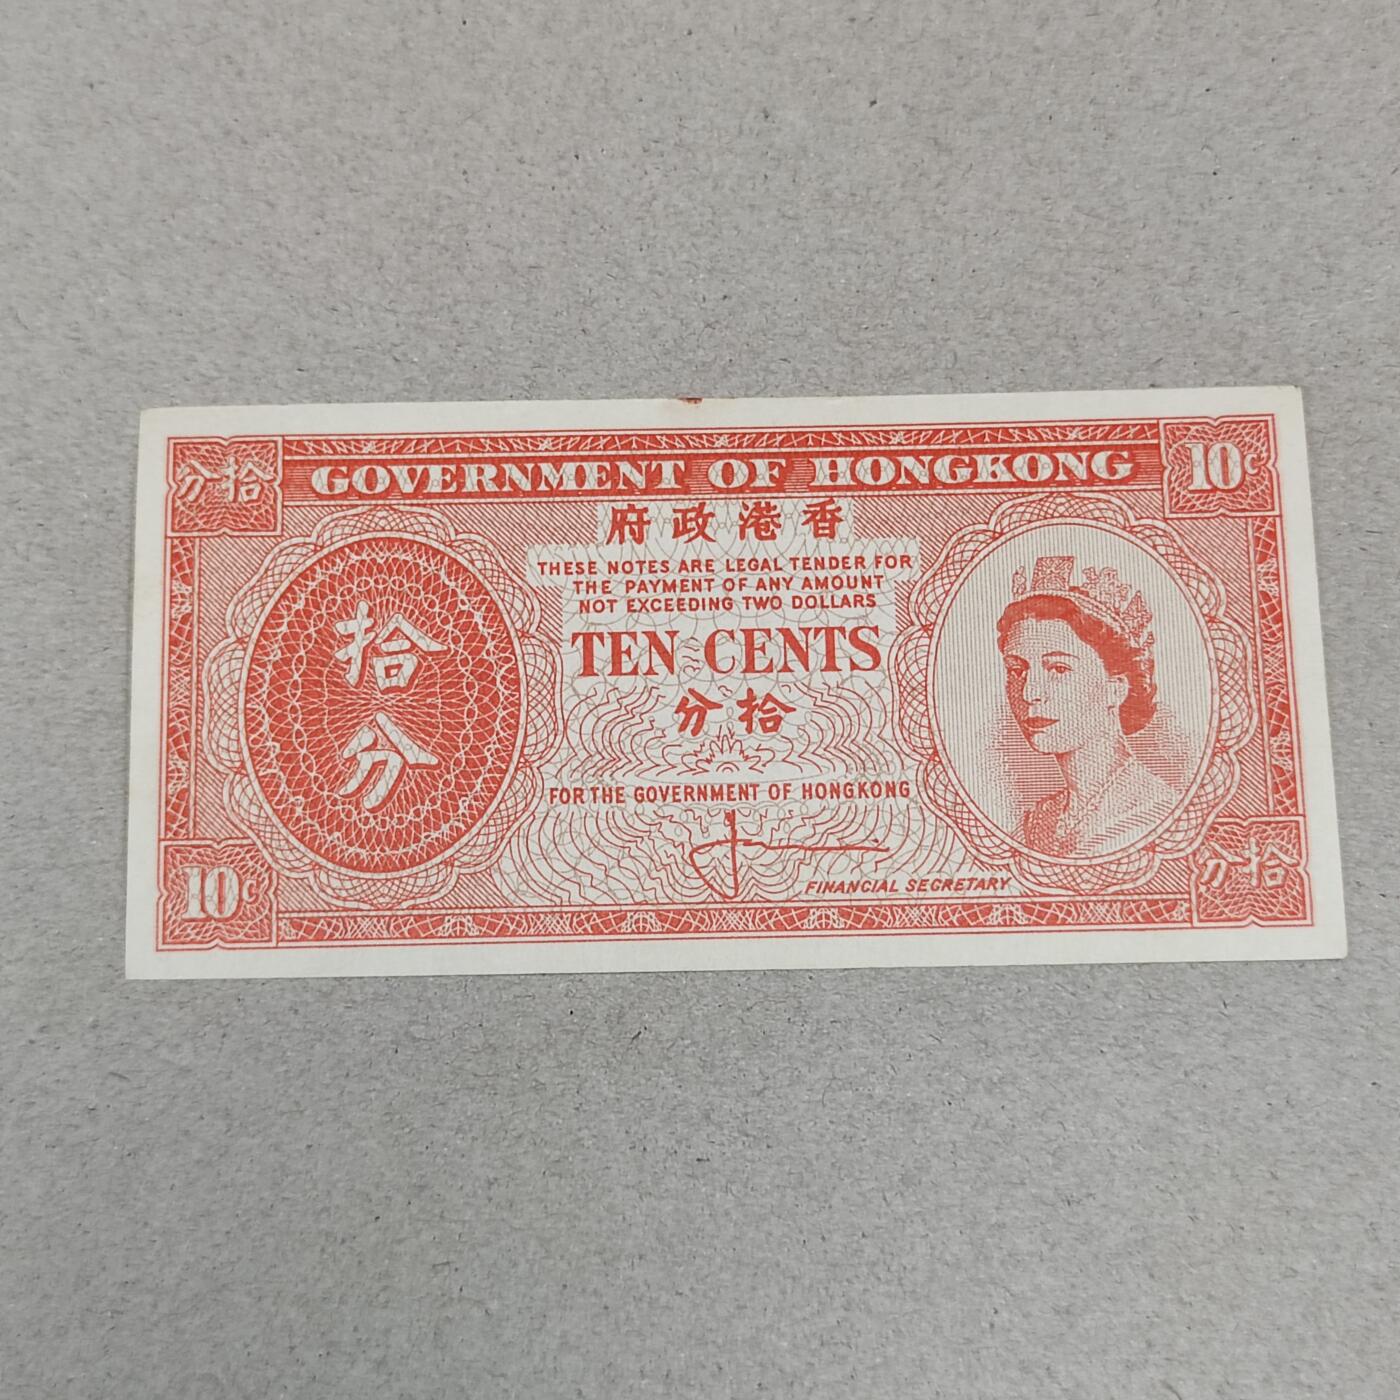 分拾
GOVERNMENT OF HONGKONG
10c
府政港香
THESE NOTES ARE LEGAL TENDER FOR
THE PAYMENT OF ANY AMOUNT
NOT EXCEEDING TWO DOLLARS
拾
分
TEN CENTS
分拾
FOR THE GOVERNMENT OF HONGKONG
FINANCIAL SECRETARY
10c
分拾